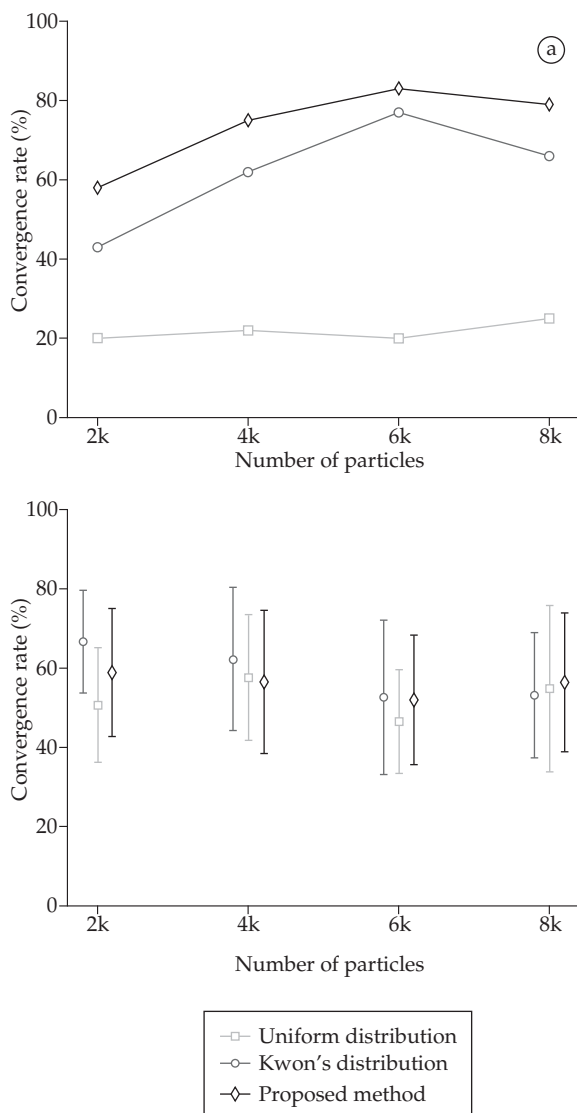 100
a
80
60
40
20
0
Convergence rate (%)
2k 4k 6k 8k
Number of particles
100
80
60
40
20
0
Convergence rate (%)
2k 4k 6k 8k
Number of particles
Uniform distribution
Kwon's distribution
Proposed method